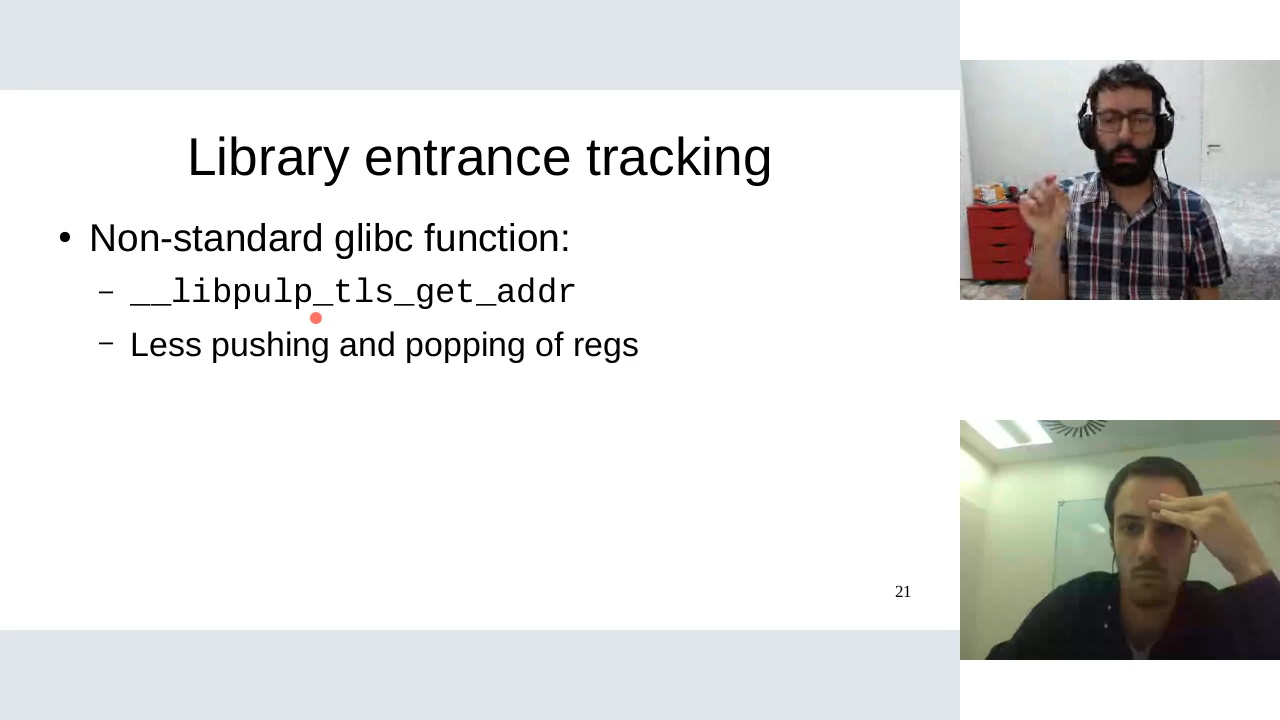 Library entrance tracking
• Non-standard glibc function:
– __libpulp_tls_get_addr
– Less pushing and popping of regs
21